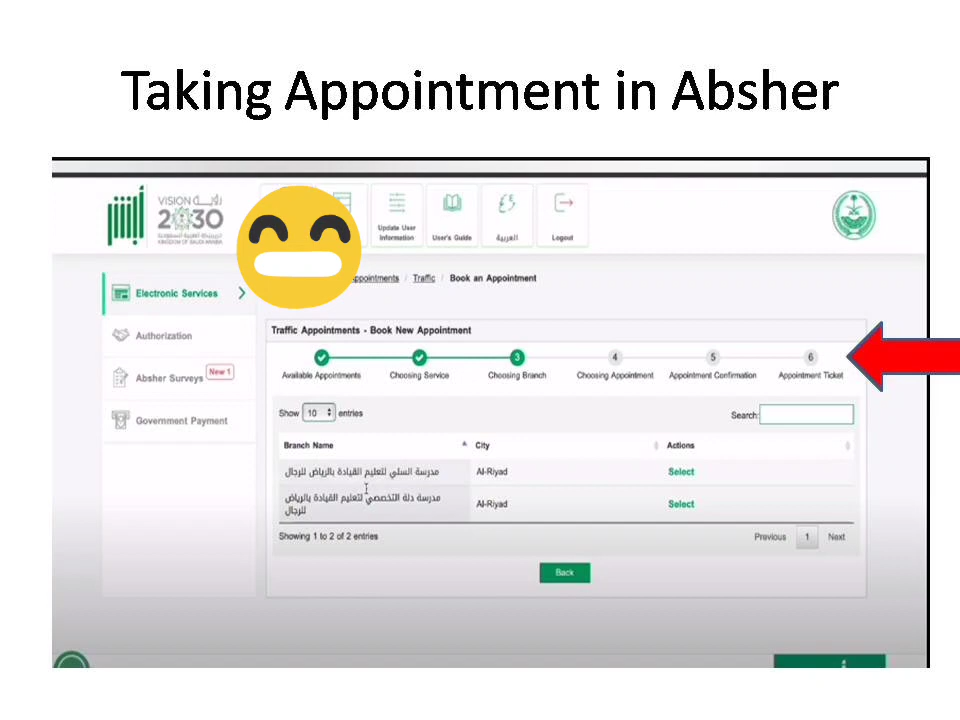 Taking Appointment in Absher
أبشر
VISION رؤية
2030
المملكة العربية السعودية
KINGDOM OF SAUDI ARABIA
Update User
Information
User's Guide
العربية
Logout
ppointments / Traffic / Book an Appointment
Electronic Services
Authorization
Absher Surveys New 1
Government Payment
Traffic Appointments - Book New Appointment
3 4 5 6
Available Appointments Choosing Service Choosing Branch Choosing Appointment Appointment Confirmation Appointment Ticket
Show 10 entries Search:
Branch Name City Actions
مدرسة السلي لتعليم القيادة بالرياض للرجال Al-Riyad Select
مدرسة دلة التخصصي لتعليم القيادة بالرياض
للرجال
Al-Riyad Select
Showing 1 to 2 of 2 entries Previous 1 Next
Back